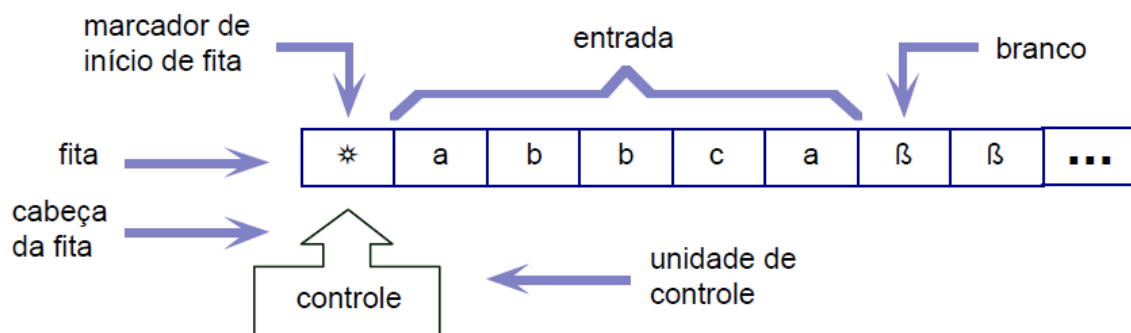 marcador de
início de fita
entrada
branco
fita
☼ a b b c a ß ß ...
cabeça
da fita
controle
unidade de
controle